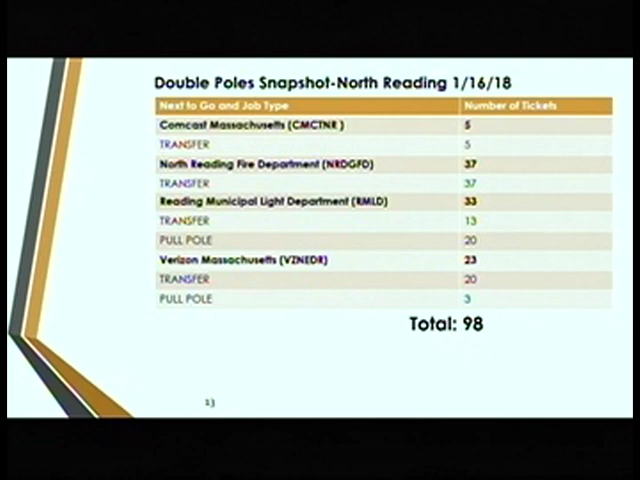 Double Poles Snapshot-North Reading 1/16/18
Next to Go and Job Type Number of Tickets
Comcast Massachusetts (CMCTNR ) 5
TRANSFER 5
North Reading Fire Department (NRDGFD) 37
TRANSFER 37
Reading Municipal Light Department (RMLD) 33
TRANSFER 13
PULL POLE 20
Verizon Massachusetts (VZNEDR) 23
TRANSFER 20
PULL POLE 3
Total: 98
13